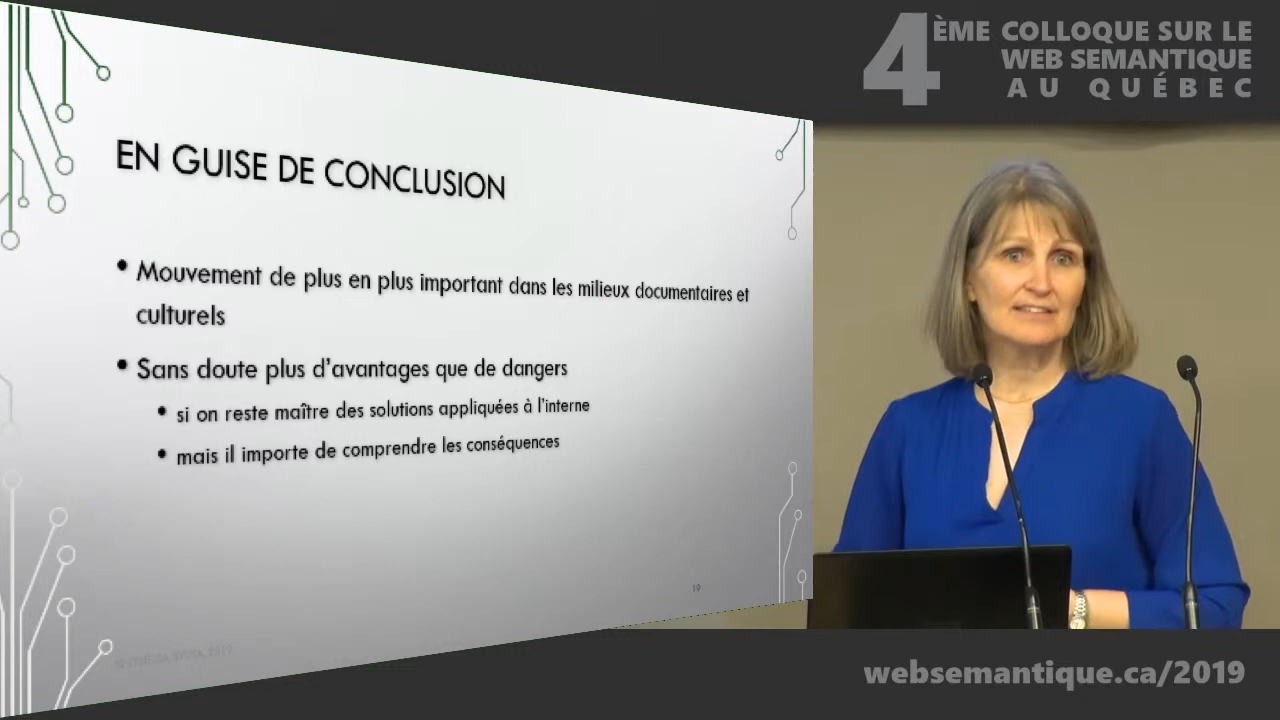 4ÈME COLLOQUE SUR LE
WEB SEMANTIQUE
AU QUÉBEC
EN GUISE DE CONCLUSION
• Mouvement de plus en plus important dans les milieux documentaires et
culturels
• Sans doute plus d'avantages que de dangers
• si on reste maître des solutions appliquées à l'interne
• mais il importe de comprendre les conséquences
19
websemantique.ca/2019